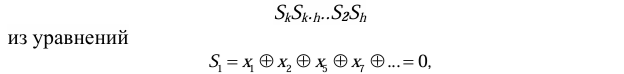 SₖSₖ.ₕ..S₂Sₕ
из уравнений
S₁ = x₁ ⊕ x₂ ⊕ x₅ ⊕ x₇ ⊕ ... = 0,